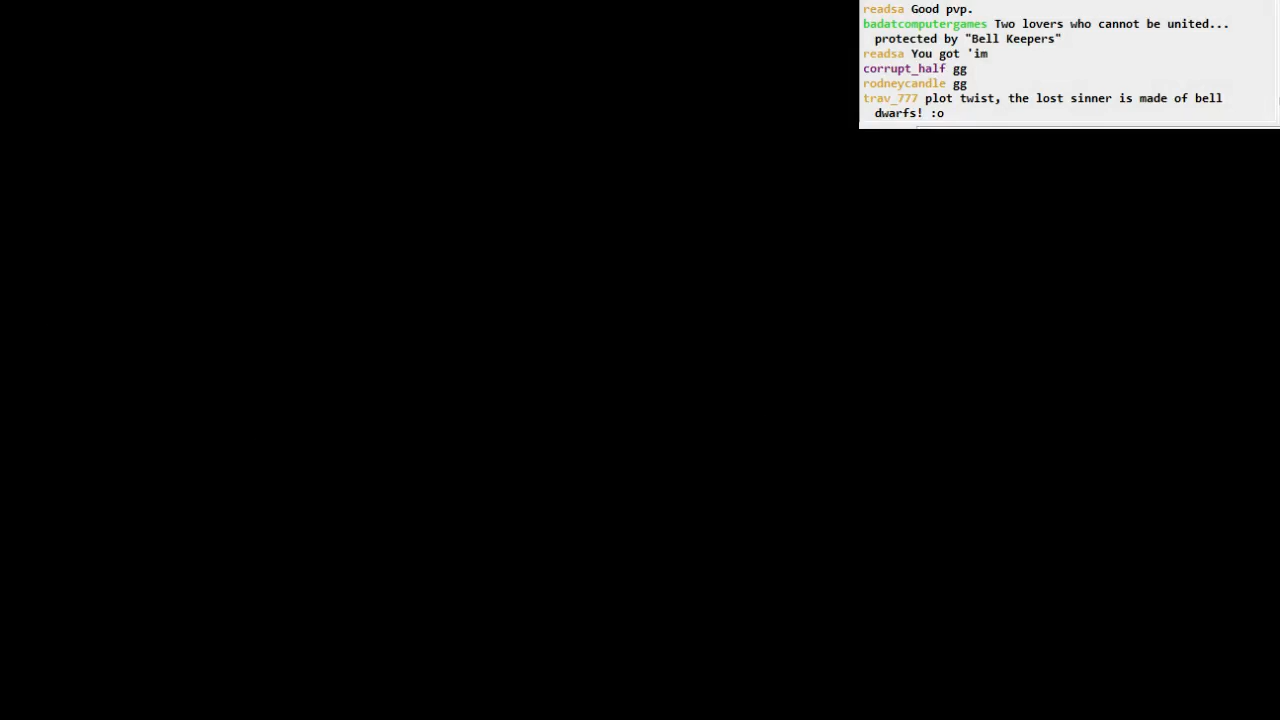 readsa Good pvp.
badatcomputergames Two lovers who cannot be united...
protected by "Bell Keepers"
readsa You got 'im
corrupt_half gg
rodneycandle gg
trav_777 plot twist, the lost sinner is made of bell
dwarfs! :o